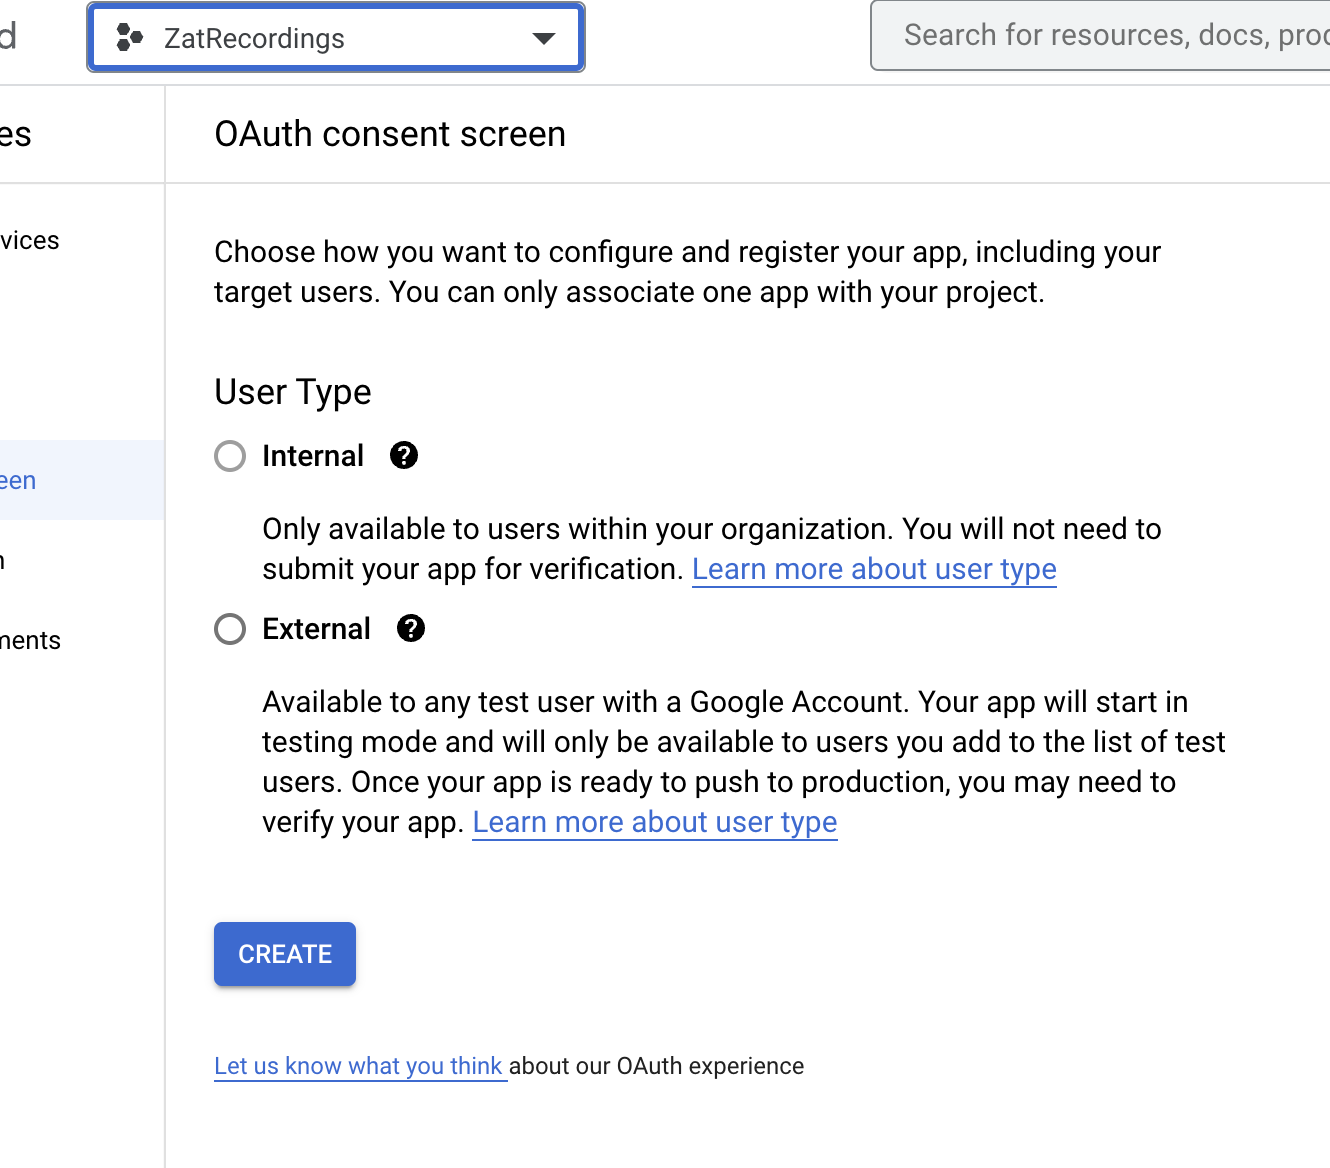 d
ZatRecordings
Search for resources, docs, proc
es
OAuth consent screen
vices
een
n
ments
Choose how you want to configure and register your app, including your
target users. You can only associate one app with your project.
User Type
Internal
Only available to users within your organization. You will not need to
submit your app for verification. Learn more about user type
External
Available to any test user with a Google Account. Your app will start in
testing mode and will only be available to users you add to the list of test
users. Once your app is ready to push to production, you may need to
verify your app. Learn more about user type
CREATE
Let us know what you think about our OAuth experience